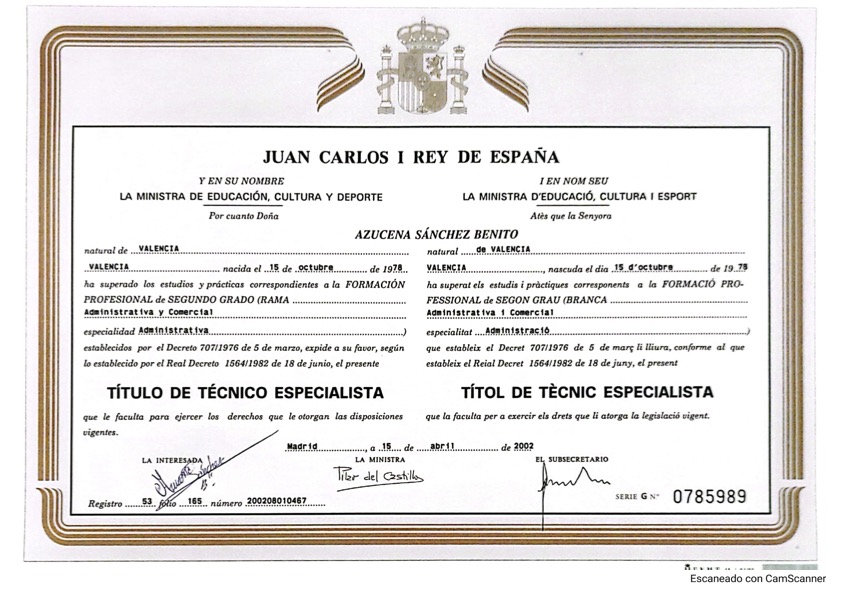 JUAN CARLOS I REY DE ESPAÑA
Y EN SU NOMBRE
LA MINISTRA DE EDUCACIÓN, CULTURA Y DEPORTE
Por cuanto Doña
I EN NOM SEU
LA MINISTRA D'EDUCACIÓ, CULTURA I ESPORT
Atès que la Senyora
AZUCENA SÁNCHEZ BENITO
natural de VALENCIA
VALENCIA nacida el 15 de octubre de 1978
ha superado los estudios y prácticas correspondientes a la FORMACIÓN
PROFESIONAL de SEGUNDO GRADO (RAMA
Administrativa y Comercial
especialidad Administrativa )
establecidos por el Decreto 707/1976 de 5 de marzo, expide a su favor, según
lo establecido por el Real Decreto 1564/1982 de 18 de junio, el presente
TÍTULO DE TÉCNICO ESPECIALISTA
que le faculta para ejercer los derechos que le otorgan las disposiciones
vigentes.
natural de VALENCIA
VALENCIA, nascuda el dia 15 d'octubre de 1978
ha superat els estudis i pràctiques corresponents a la FORMACIÓ PRO-
FESSIONAL de SEGON GRAU (BRANCA
Administrativa i Comercial
especialitat Administració )
que estableix el Decret 707/1976 de 5 de març li lliura, conforme al que
estableix el Reial Decret 1564/1982 de 18 de juny, el present
TÍTOL DE TÈCNIC ESPECIALISTA
que la faculta per a exercir els drets que li atorga la legislació vigent.
Madrid, a 15 de abril de 2002
LA INTERESADA
LA MINISTRA
EL SUBSECRETARIO
Pilar del Castillo
Registro 53 folio 165 número 200208010467
SERIE G Nº 0785989
Escaneado con CamScanner